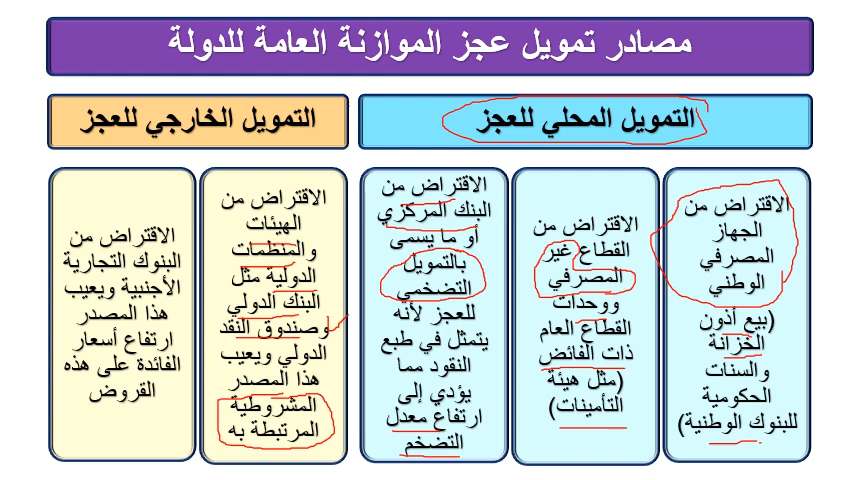 مصادر تمويل عجز الموازنة العامة للدولة
التمويل المحلي للعجز
التمويل الخارجي للعجز
الاقتراض من
الجهاز
المصرفي
الوطني
(بيع أذون
الخزانة
والسنات
الحكومية
للبنوك الوطنية)
الاقتراض من
القطاع غير
المصرفي
ووحدات
القطاع العام
ذات الفائض
(مثل هيئة
التأمينات)
الاقتراض من
البنك المركزي
أو ما يسمى
بالتمويل
التضخمي
للعجز لأنه
يتمثل في طبع
النقود مما
يؤدي إلى
ارتفاع معدل
التضخم
الاقتراض من
الهيئات
والمنظمات
الدولية مثل
البنك الدولي
وصندوق النقد
الدولي ويعيب
هذا المصدر
المشروطية
المرتبطة به
الاقتراض من
البنوك التجارية
الأجنبية ويعيب
هذا المصدر
ارتفاع أسعار
الفائدة على هذه
القروض